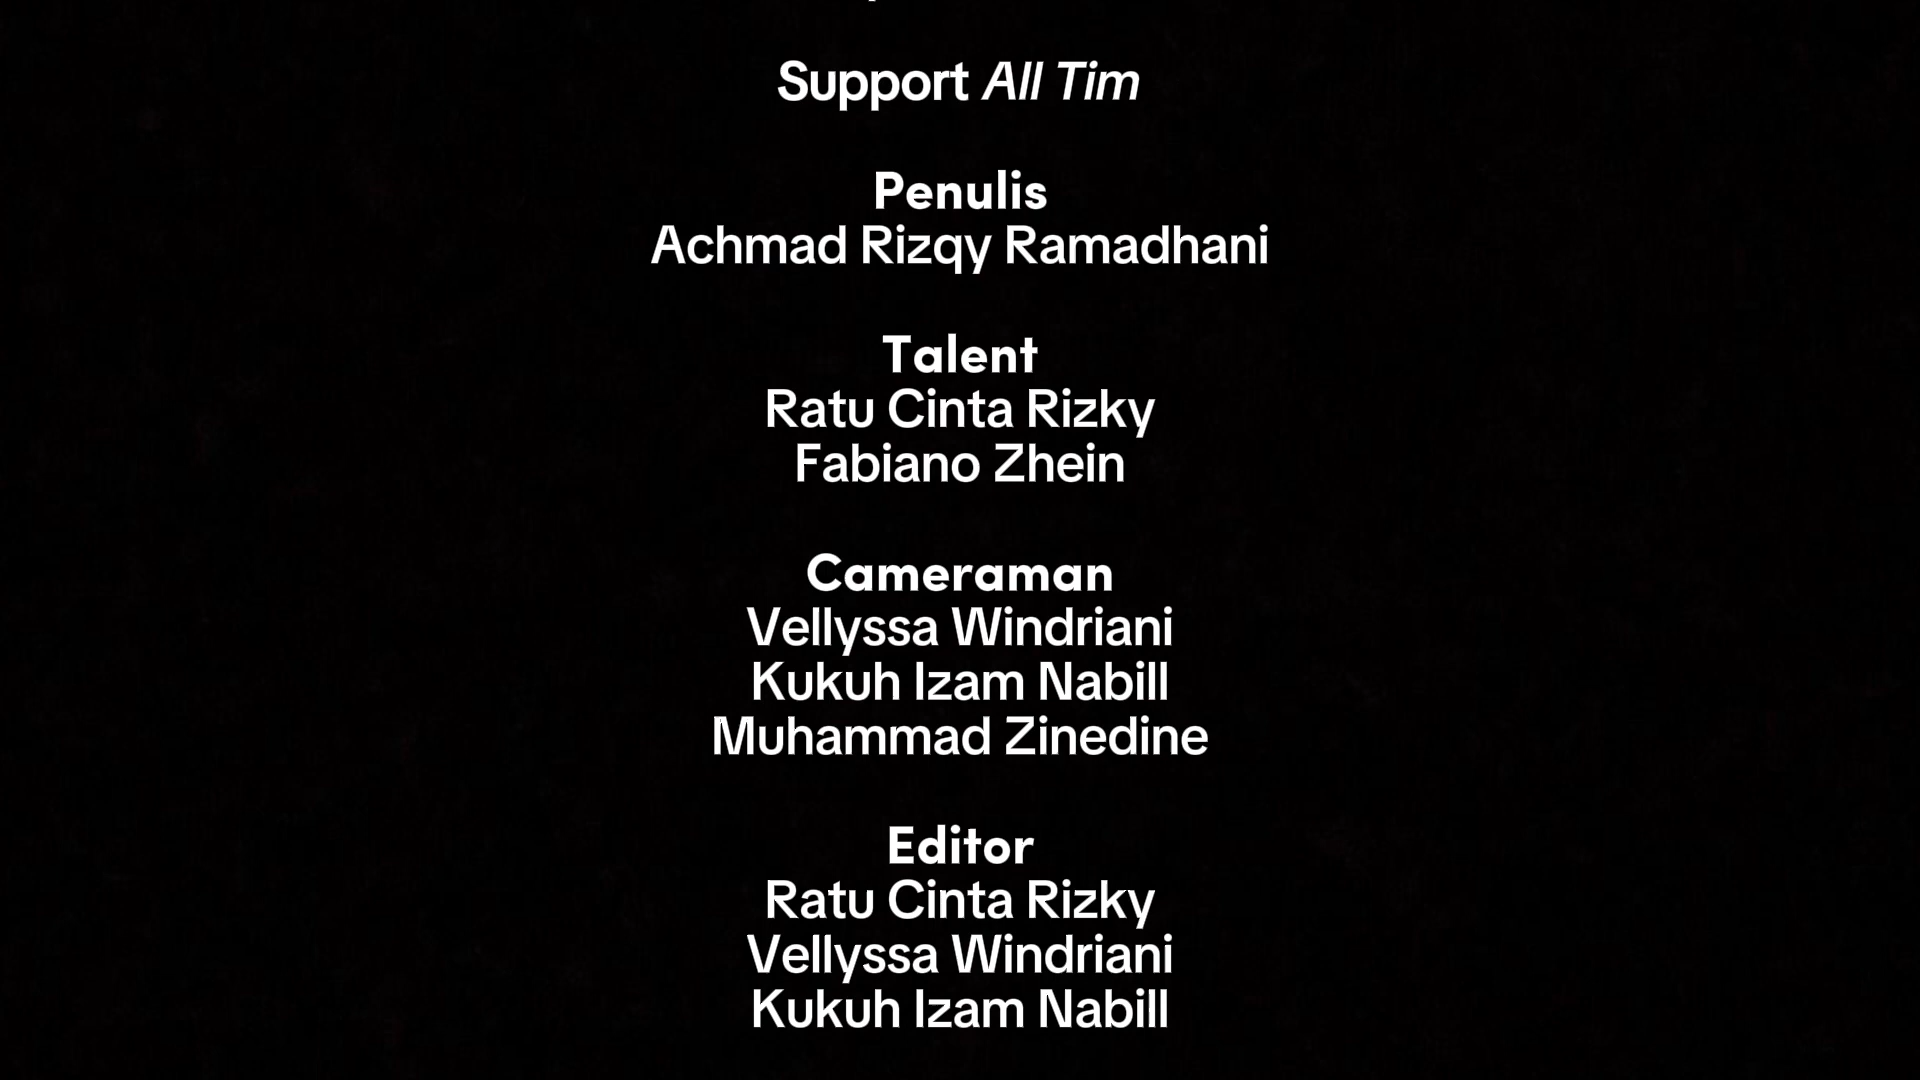 Support All Tim
Penulis
Achmad Rizqy Ramadhani
Talent
Ratu Cinta Rizky
Fabiano Zhein
Cameraman
Vellyssa Windriani
Kukuh Izam Nabill
Muhammad Zinedine
Editor
Ratu Cinta Rizky
Vellyssa Windriani
Kukuh Izam Nabill